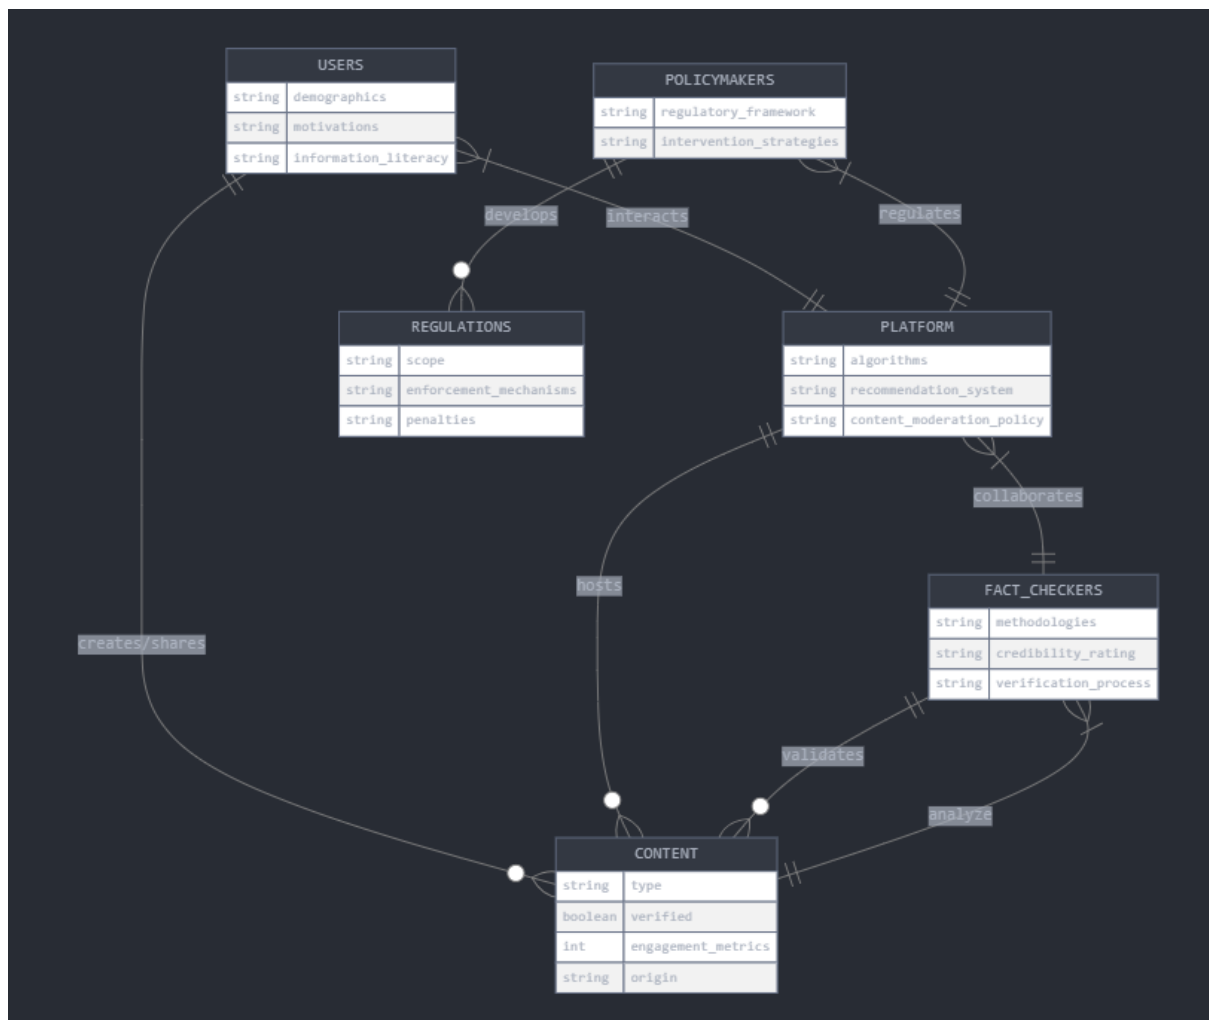 USERS
string demographics
string motivations
string information_literacy
POLICYMAKERS
string regulatory_framework
string intervention_strategies
develops
interacts
regulates
REGULATIONS
string scope
string enforcement_mechanisms
string penalties
PLATFORM
string algorithms
string recommendation_system
string content_moderation_policy
collaborates
hosts
FACT_CHECKERS
string methodologies
string credibility_rating
string verification_process
creates/shares
validates
analyze
CONTENT
string type
boolean verified
int engagement_metrics
string origin